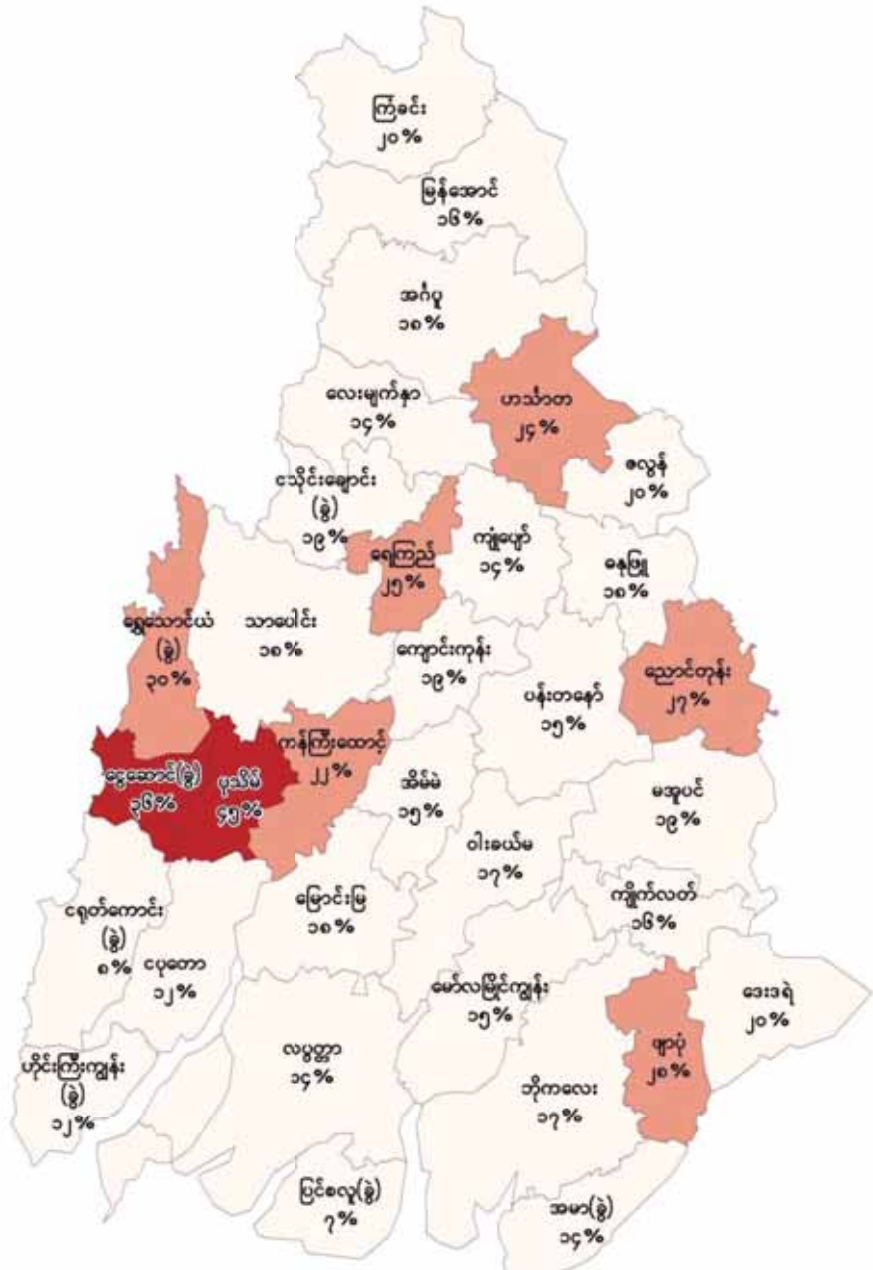 ကြံခင်း
၂၀%
မြန်အောင်
၁၆%
အင်္ဂပူ
၁၈%
လေးမျက်နှာ
၁၄%
ဟင်္သာတ
၂၄%
ဇလွန်
၂၀%
ငသိုင်းချောင်း
(ခွဲ)
၁၉%
ရေကြည်
၂၅%
ကျုံပျော်
၁၄%
ဓနုဖြူ
၁၈%
ရွှေသောင်ယံ
(ခွဲ)
၃၀%
သာပေါင်း
၁၈%
ကျောင်းကုန်း
၁၉%
ပန်းတနော်
၁၅%
ညောင်တုန်း
၂၇%
ငွေဆောင်(ခွဲ)
၃၆%
ပုသိမ်
၄၅%
ကန်ကြီးထောင့်
၂၂%
အိမ်မဲ
၁၅%
မအူပင်
၁၉%
ဝါးခယ်မ
၁၇%
ငရုတ်ကောင်း
(ခွဲ)
၈%
ငပုတော
၁၂%
မြောင်းမြ
၁၈%
ကျိုက်လတ်
၁၆%
မော်လမြိုင်ကျွန်း
၁၅%
ဒေးဒရဲ
၂၀%
ဟိုင်းကြီးကျွန်း
(ခွဲ)
၁၂%
လပွတ္တာ
၁၄%
ဘိုကလေး
၁၇%
ဖျာပုံ
၂၈%
ပြင်စလူ(ခွဲ)
၇%
အမာ(ခွဲ)
၁၄%